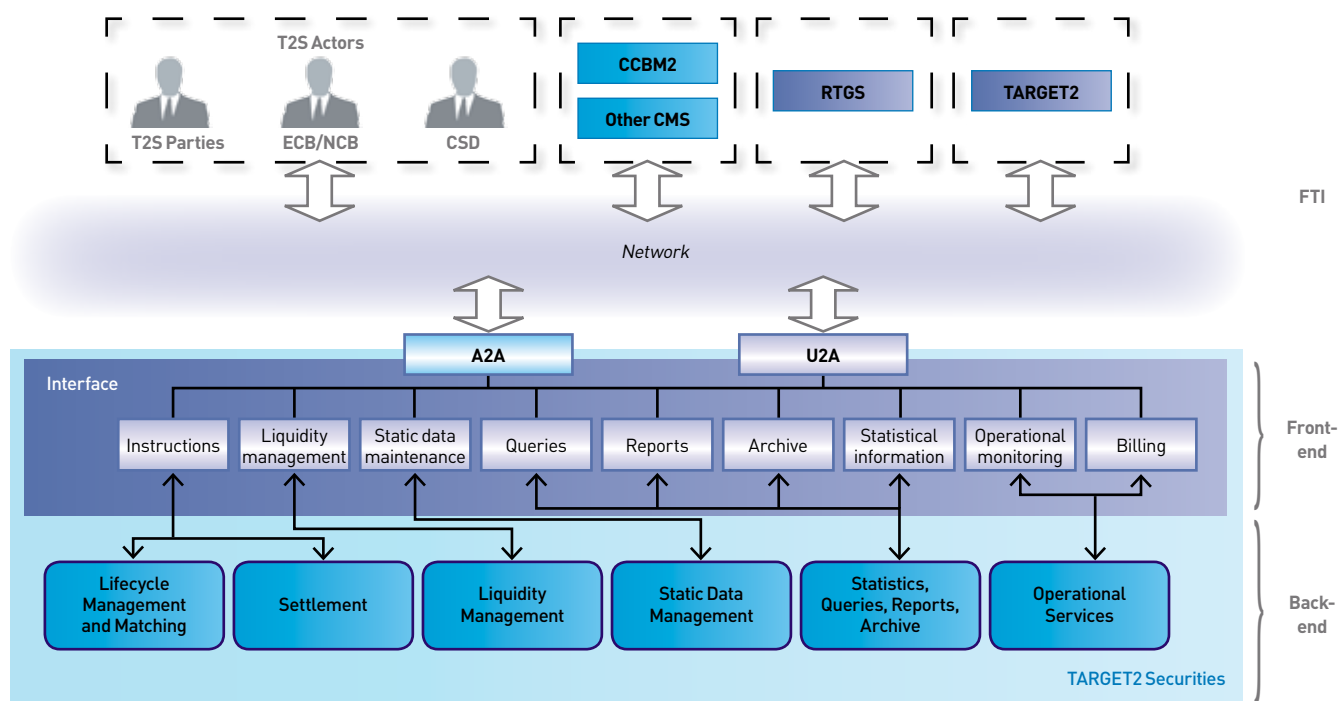 T2S Actors
T2S Parties
ECB/NCB
CSD
CCBM2
Other CMS
RTGS
TARGET2
FTI
Network
A2A
U2A
Interface
Instructions
Liquidity
management
Static data
maintenance
Queries
Reports
Archive
Statistical
information
Operational
monitoring
Billing
Front-
end
Lifecycle
Management
and Matching
Settlement
Liquidity
Management
Static Data
Management
Statistics,
Queries, Reports,
Archive
Operational
Services
Back-
end
TARGET2 Securities